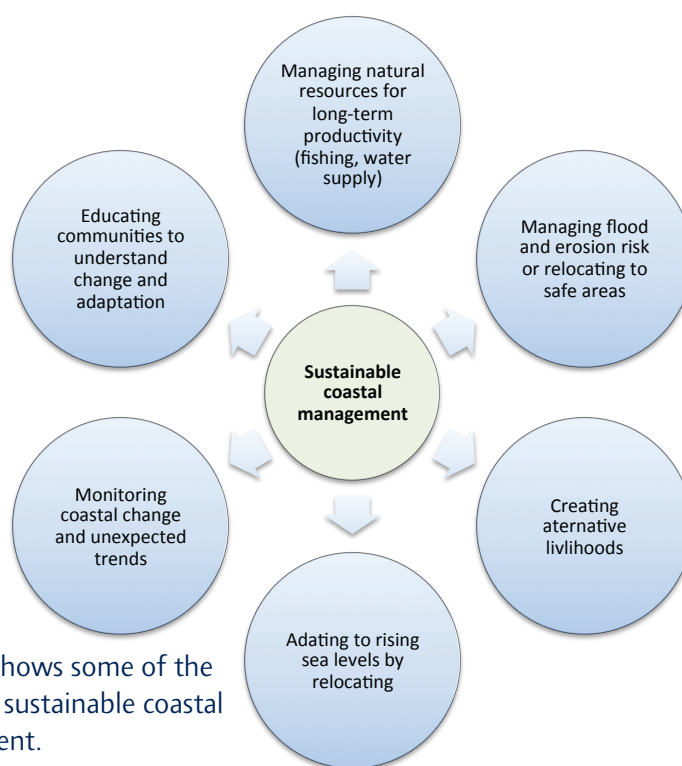 Managing natural
resources for
long-term
productivity
(fishing, water
supply)
Educating
communities to
understand
change and
adaptation
Managing flood
and erosion risk
or relocating to
safe areas
Sustainable
coastal
management
Monitoring
coastal change
and unexpected
trends
Creating
aternative
livlihoods
Adating to rising
sea levels by
relocating
hows some of the
sustainable coastal
ent.